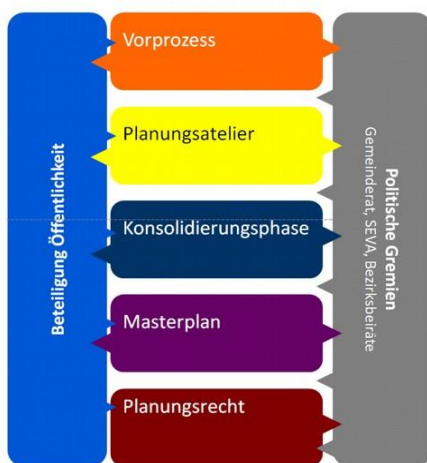 Beteiligung Öffentlichkeit
Vorprozess
Planungsatelier
Konsolidierungsphase
Masterplan
Planungsrecht
Politische Gremien
Gemeinderat, SEVA, Bezirksbeiräte